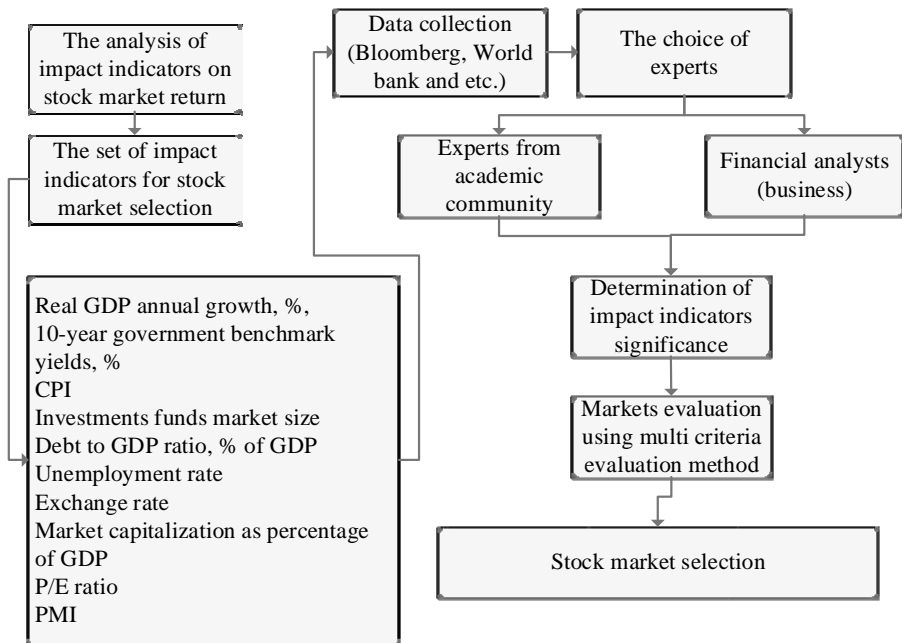 The analysis of
impact indicators on
stock market return
The set of impact
indicators for stock
market selection
Real GDP annual growth, %,
10-year government benchmark
yields, %
CPI
Investments funds market size
Debt to GDP ratio, % of GDP
Unemployment rate
Exchange rate
Market capitalization as percentage
of GDP
P/E ratio
PMI
Data collection
(Bloomberg, World
bank and etc.)
The choice of
experts
Experts from
academic
community
Financial analysts
(business)
Determination of
impact indicators
significance
Markets evaluation
using multi criteria
evaluation method
Stock market selection